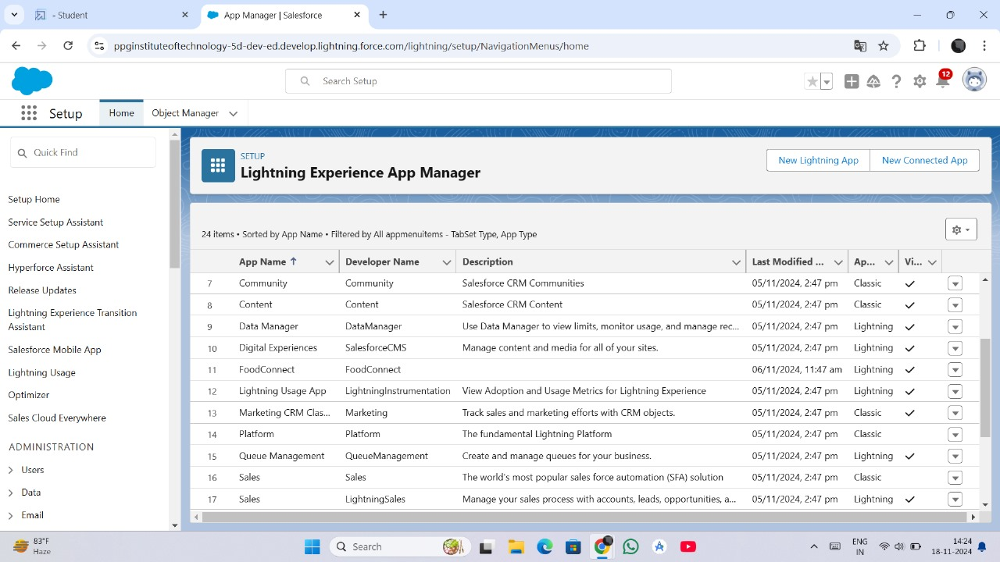 - Student
App Manager | Salesforce
ppginstituteoftechnology-5d-dev-ed.develop.lightning.force.com/lightning/setup/NavigationMenus/home
Search Setup
12
Setup
Home
Object Manager
Quick Find
Setup Home
Service Setup Assistant
Commerce Setup Assistant
Hyperforce Assistant
Release Updates
Lightning Experience Transition
Assistant
Salesforce Mobile App
Lightning Usage
Optimizer
Sales Cloud Everywhere
ADMINISTRATION
Users
Data
Email
SETUP
Lightning Experience App Manager
New Lightning App
New Connected App
24 items • Sorted by App Name • Filtered by All appmenuitems - TabSet Type, App Type
App Name Developer Name Description Last Modified ... Ap... Vi...
7 Community Community Salesforce CRM Communities 05/11/2024, 2:47 pm Classic
8 Content Content Salesforce CRM Content 05/11/2024, 2:47 pm Classic
9 Data Manager DataManager Use Data Manager to view limits, monitor usage, and manage rec... 05/11/2024, 2:47 pm Lightning
10 Digital Experiences SalesforceCMS Manage content and media for all of your sites. 05/11/2024, 2:47 pm Lightning
11 FoodConnect FoodConnect 06/11/2024, 11:47 am Lightning
12 Lightning Usage App LightningInstrumentation View Adoption and Usage Metrics for Lightning Experience 05/11/2024, 2:47 pm Lightning
13 Marketing CRM Clas... Marketing Track sales and marketing efforts with CRM objects. 05/11/2024, 2:47 pm Classic
14 Platform Platform The fundamental Lightning Platform 05/11/2024, 2:47 pm Classic
15 Queue Management QueueManagement Create and manage queues for your business. 05/11/2024, 2:47 pm Lightning
16 Sales Sales The world's most popular sales force automation (SFA) solution 05/11/2024, 2:47 pm Classic
17 Sales LightningSales Manage your sales process with accounts, leads, opportunities, a... 05/11/2024, 2:47 pm Lightning
83°F
Haze
Search
ENG
IN
14:24
18-11-2024